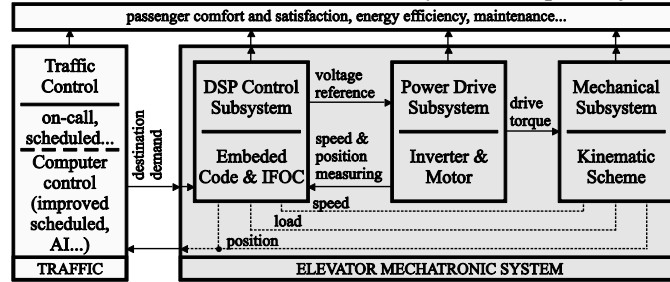 passenger comfort and satisfaction, energy efficiency, maintenance...
Traffic
Control
on-call,
scheduled...
Computer
control
(improved
scheduled,
AI...)
TRAFFIC
destination
demand
DSP Control
Subsystem
Embeded
Code & IFOC
voltage
reference
speed &
position
measuring
Power Drive
Subsystem
Inverter &
Motor
drive
torque
Mechanical
Subsystem
Kinematic
Scheme
speed
load
position
ELEVATOR MECHATRONIC SYSTEM